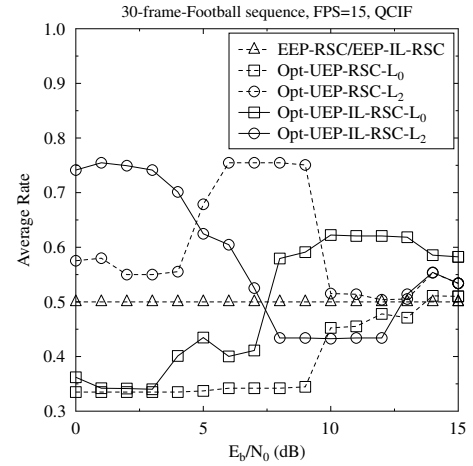 30-frame-Football sequence, FPS=15, QCIF
1.0
0.9
0.8
0.7
0.6
0.5
0.4
0.3
Average Rate
EEP-RSC/EEP-IL-RSC
Opt-UEP-RSC-L₀
Opt-UEP-RSC-L₂
Opt-UEP-IL-RSC-L₀
Opt-UEP-IL-RSC-L₂
0 5 10 15
E_b/N₀ (dB)